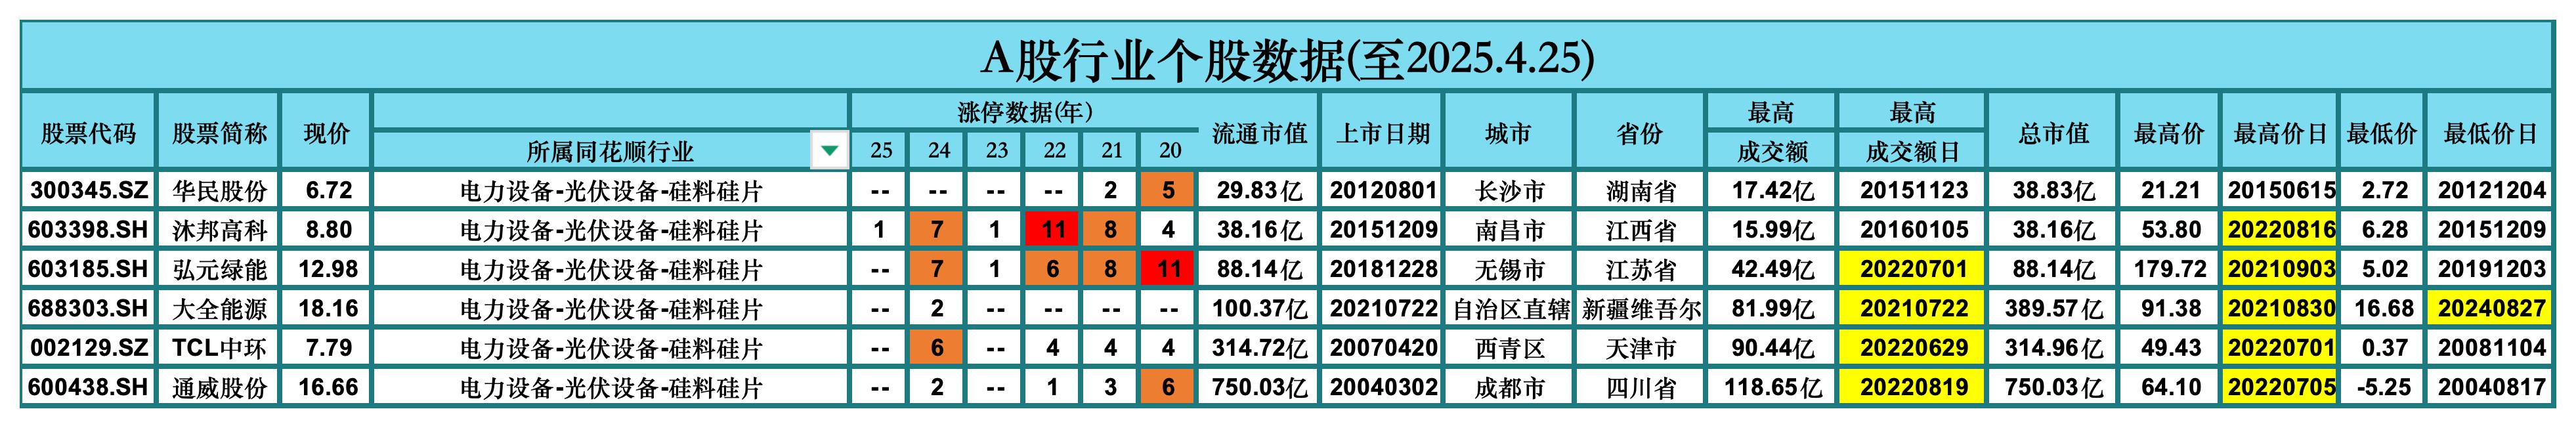 A股行业个股数据(至2025.4.25)
股票代码 股票简称 现价 所属同花顺行业 涨停数据(年) 25 24 23 22 21 20 流通市值 上市日期 城市 省份 最高成交额 最高成交额日 总市值 最高价 最高价日 最低价 最低价日
300345.SZ 华民股份 6.72 电力设备-光伏设备-硅料硅片 -- -- -- -- 2 5 29.83亿 20120801 长沙市 湖南省 17.42亿 20151123 38.83亿 21.21 20150615 2.72 20121204
603398.SH 沐邦高科 8.80 电力设备-光伏设备-硅料硅片 1 7 1 11 8 4 38.16亿 20151209 南昌市 江西省 15.99亿 20160105 38.16亿 53.80 20220816 6.28 20151209
603185.SH 弘元绿能 12.98 电力设备-光伏设备-硅料硅片 -- 7 1 6 8 11 88.14亿 20181228 无锡市 江苏省 42.49亿 20220701 88.14亿 179.72 20210903 5.02 20191203
688303.SH 大全能源 18.16 电力设备-光伏设备-硅料硅片 -- 2 -- -- -- -- 100.37亿 20210722 自治区直辖 新疆维吾尔 81.99亿 20210722 389.57亿 91.38 20210830 16.68 20240827
002129.SZ TCL中环 7.79 电力设备-光伏设备-硅料硅片 -- 6 -- 4 4 4 314.72亿 20070420 西青区 天津市 90.44亿 20220629 314.96亿 49.43 20220701 0.37 20081104
600438.SH 通威股份 16.66 电力设备-光伏设备-硅料硅片 -- 2 -- 1 3 6 750.03亿 20040302 成都市 四川省 118.65亿 20220819 750.03亿 64.10 20220705 -5.25 20040817